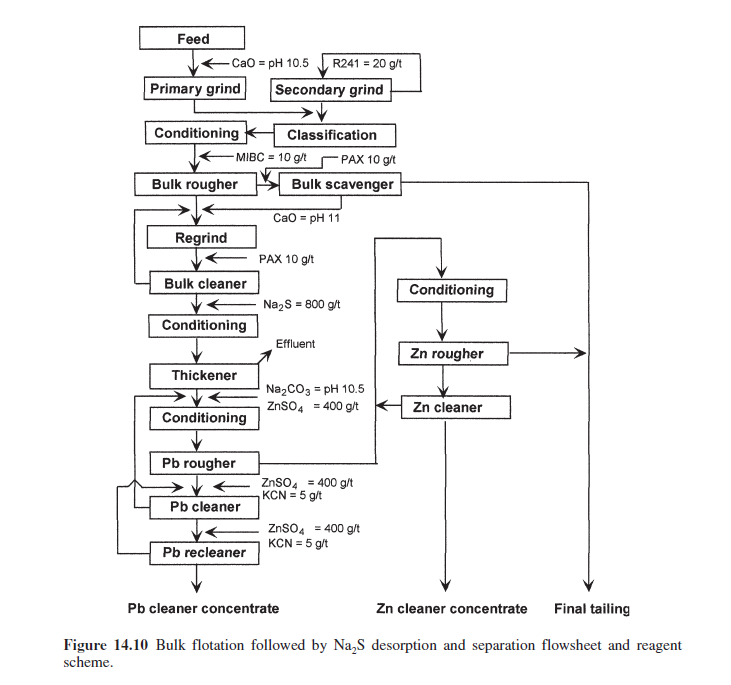 Feed
CaO = pH 10.5
R241 = 20 g/t
Primary grind
Secondary grind
Conditioning
Classification
MIBC = 10 g/t
PAX 10 g/t
Bulk rougher
Bulk scavenger
CaO = pH 11
Regrind
PAX 10 g/t
Bulk cleaner
Conditioning
Na₂S = 800 g/t
Conditioning
Effluent
Zn rougher
Thickener
Na₂CO₃ = pH 10.5
ZnSO₄ = 400 g/t
Zn cleaner
Conditioning
Pb rougher
ZnSO₄ = 400 g/t
KCN = 5 g/t
Pb cleaner
ZnSO₄ = 400 g/t
KCN = 5 g/t
Pb recleaner
Pb cleaner concentrate
Zn cleaner concentrate
Final tailing
Figure 14.10 Bulk flotation followed by Na₂S desorption and separation flowsheet and reagent
scheme.